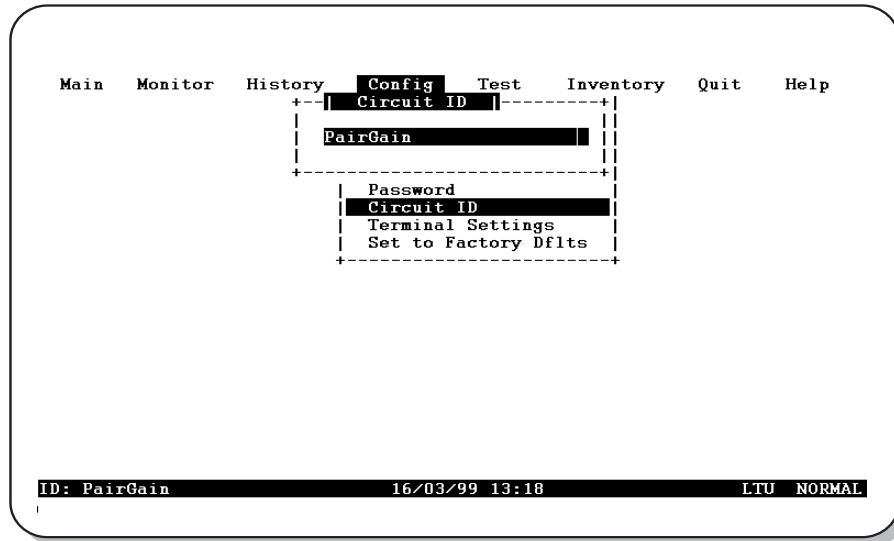 Main Monitor History Config Test Inventory Quit Help
Circuit ID
PairGain
Password
Circuit ID
Terminal Settings
Set to Factory Dflts
ID: PairGain 16/03/99 13:18 LTU NORMAL